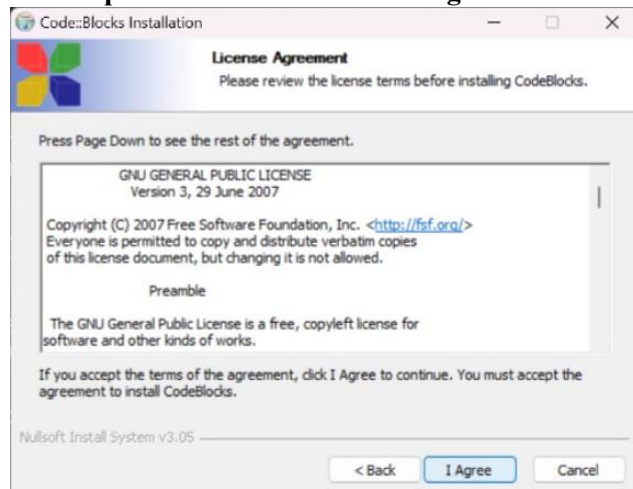 Code::Blocks Installation
License Agreement
Please review the license terms before installing CodeBlocks.
Press Page Down to see the rest of the agreement.
GNU GENERAL PUBLIC LICENSE
Version 3, 29 June 2007
Copyright (C) 2007 Free Software Foundation, Inc. <http://fsf.org/>
Everyone is permitted to copy and distribute verbatim copies
of this license document, but changing it is not allowed.
Preamble
The GNU General Public License is a free, copyleft license for
software and other kinds of works.
If you accept the terms of the agreement, click I Agree to continue. You must accept the
agreement to install CodeBlocks.
Nullsoft Install System v3.05
< Back I Agree Cancel